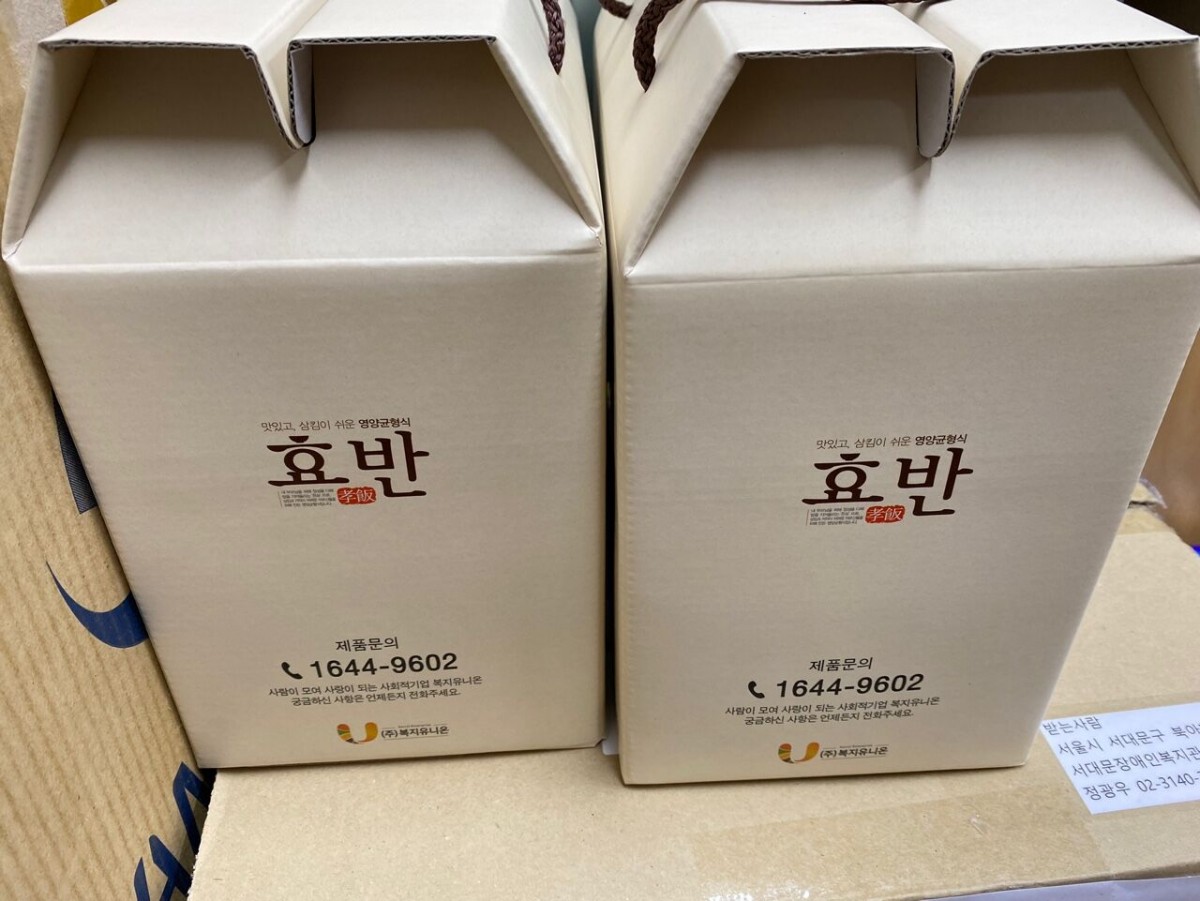 맛있고, 삼킴이 쉬운 영양균형식
효반
孝飯
제품문의
1644-9602
사람이 모여 사랑이 되는 사회적기업 복지유니온
궁금하신 사항은 언제든지 전화주세요.
(주)복지유니온
맛있고, 삼킴이 쉬운 영양균형식
효반
孝飯
제품문의
1644-9602
사람이 모여 사랑이 되는 사회적기업 복지유니온
궁금하신 사항은 언제든지 전화주세요.
(주)복지유니온
받는사람
서울시 서대문구 북아
서대문장애인복지관
정광우 02-3140-